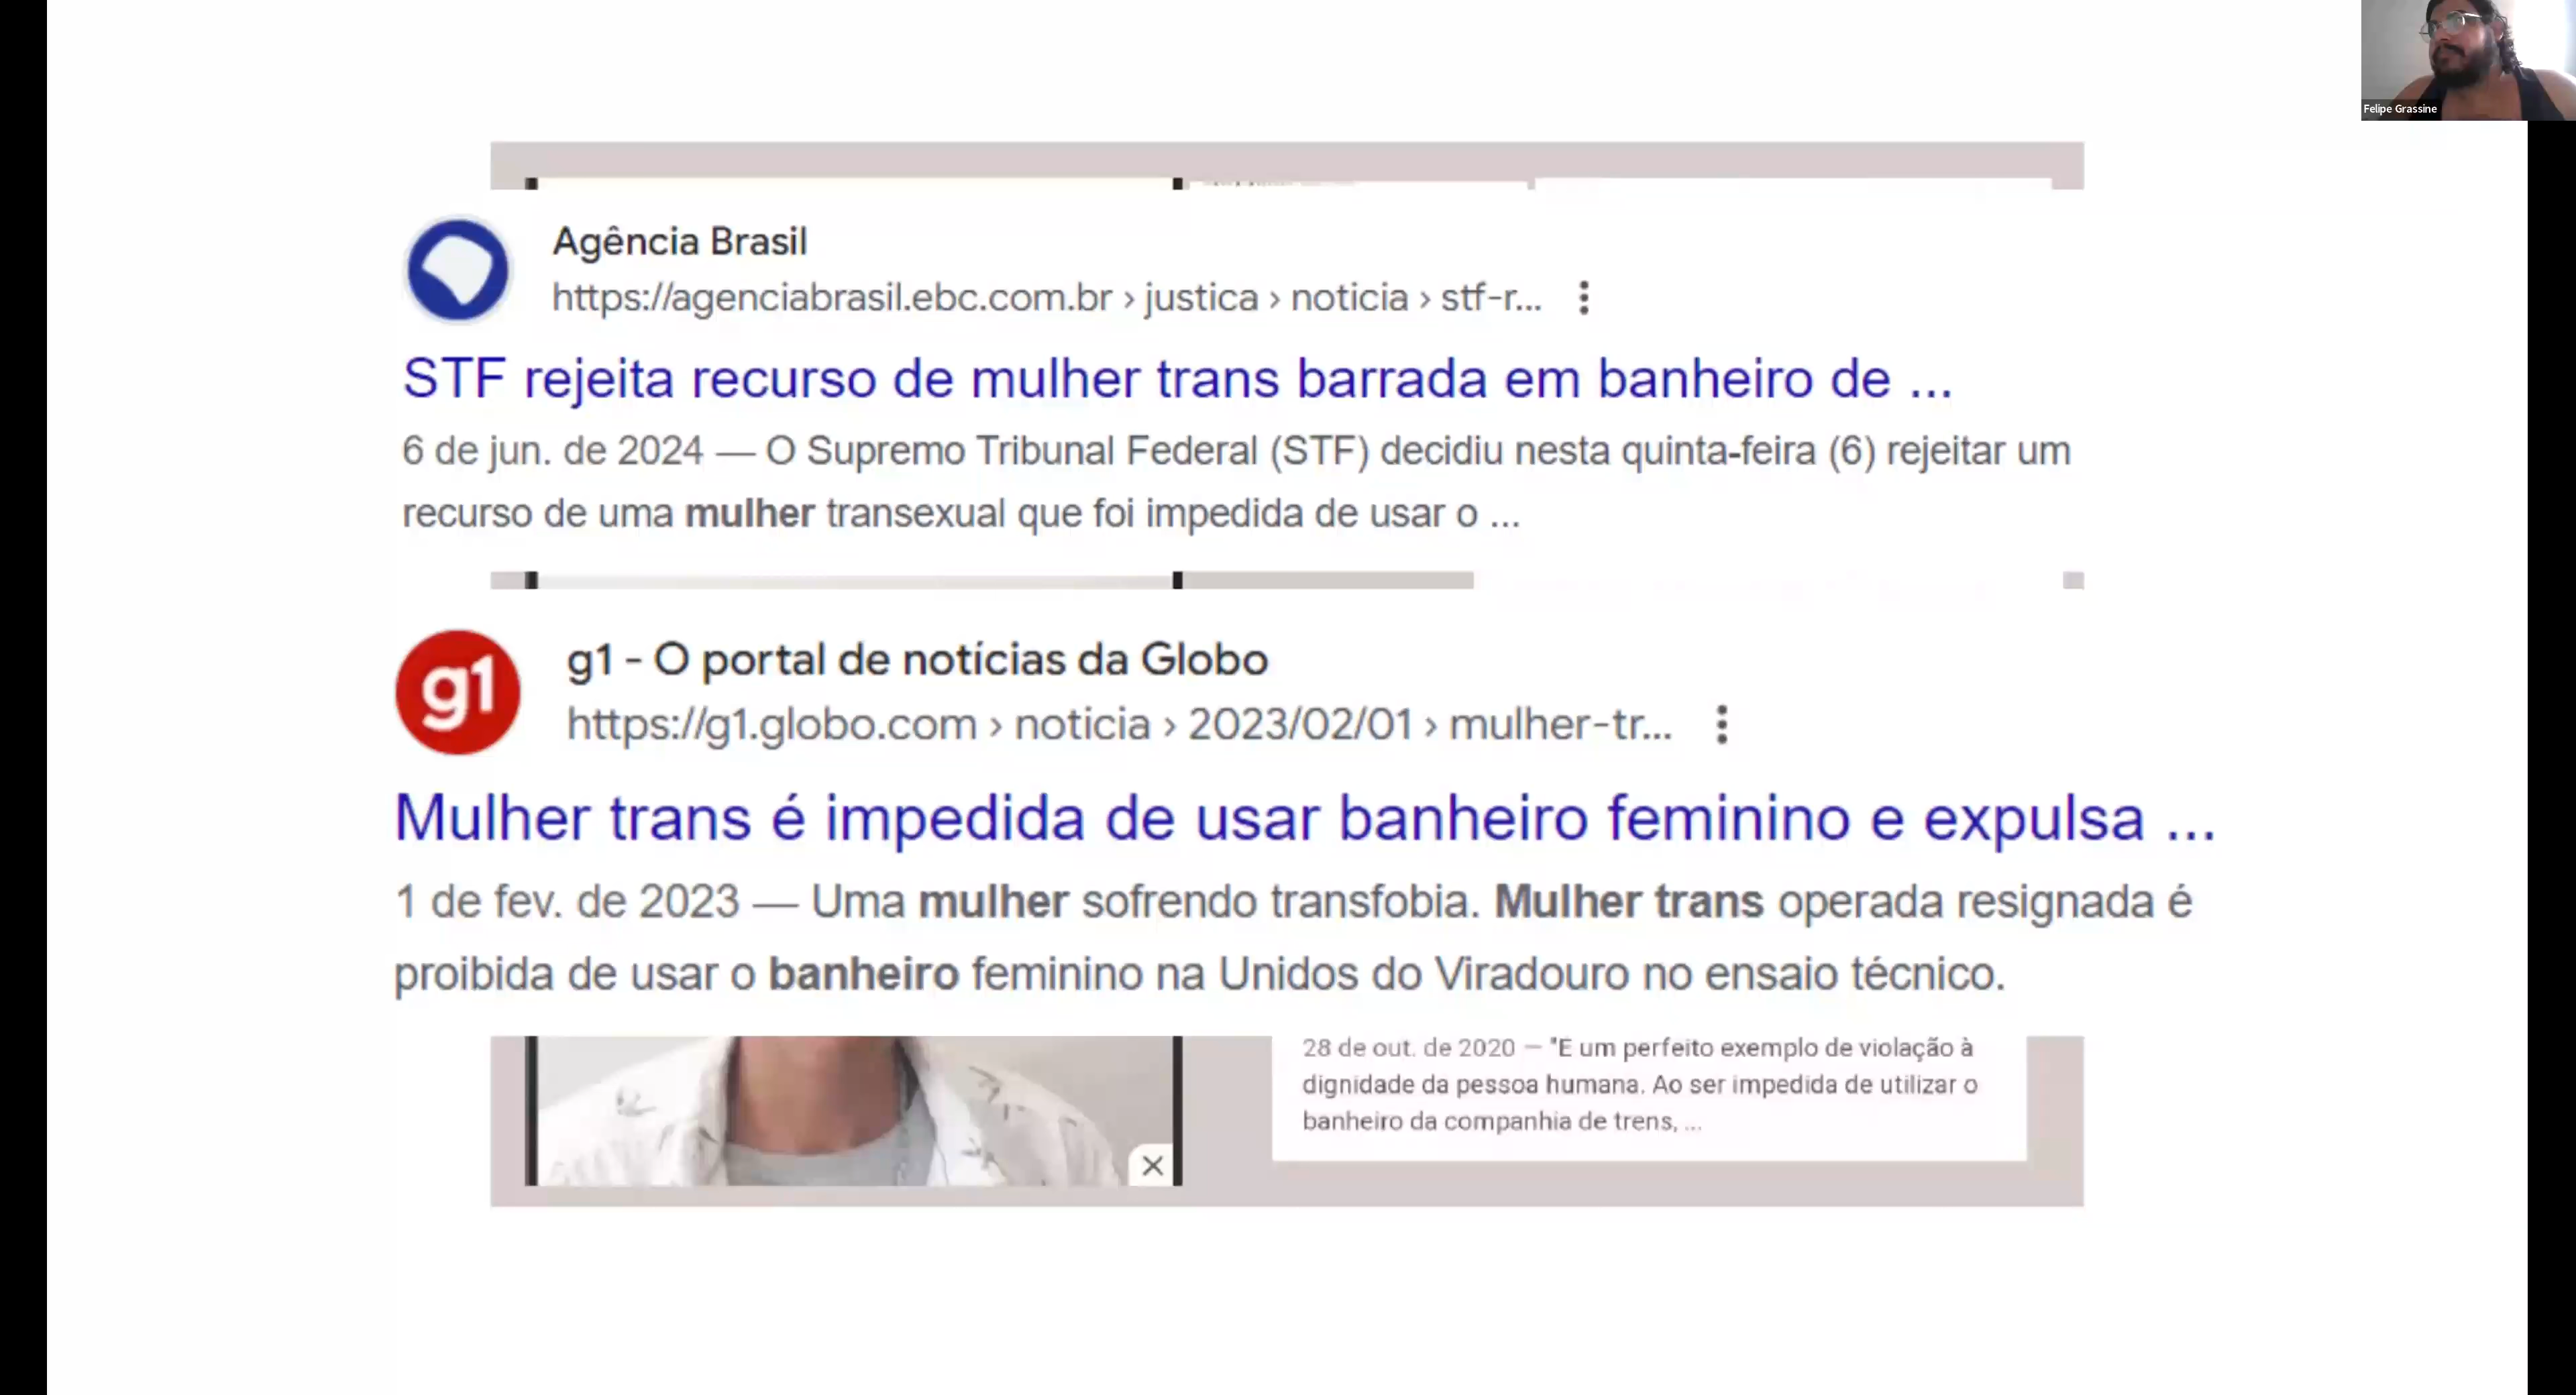 Felipe Grassine
Agência Brasil
https://agenciabrasil.ebc.com.br › justica › noticia › stf-r...
STF rejeita recurso de mulher trans barrada em banheiro de ...
6 de jun. de 2024 — O Supremo Tribunal Federal (STF) decidiu nesta quinta-feira (6) rejeitar um
recurso de uma mulher transexual que foi impedida de usar o ...
g1
g1 - O portal de notícias da Globo
https://g1.globo.com › noticia › 2023/02/01 › mulher-tr...
Mulher trans é impedida de usar banheiro feminino e expulsa ...
1 de fev. de 2023 — Uma mulher sofrendo transfobia. Mulher trans operada resignada é
proibida de usar o banheiro feminino na Unidos do Viradouro no ensaio técnico.
28 de out. de 2020 — "E um perfeito exemplo de violação à
dignidade da pessoa humana. Ao ser impedida de utilizar o
banheiro da companhia de trens, ...